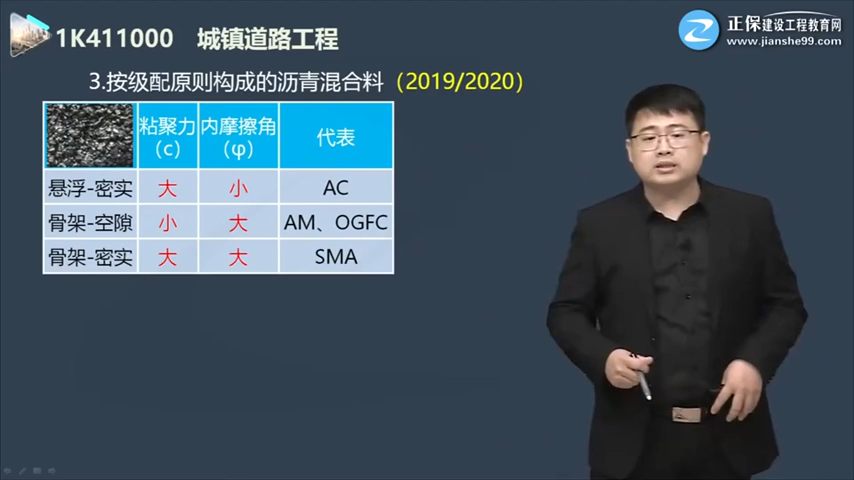 1K411000 城镇道路工程
正保建设工程教育网
www.jianshe99.com
3.按级配原则构成的沥青混合料（2019/2020）
粘聚力（c） 内摩擦角（φ） 代表
悬浮-密实 大 小 AC
骨架-空隙 小 大 AM、OGFC
骨架-密实 大 大 SMA